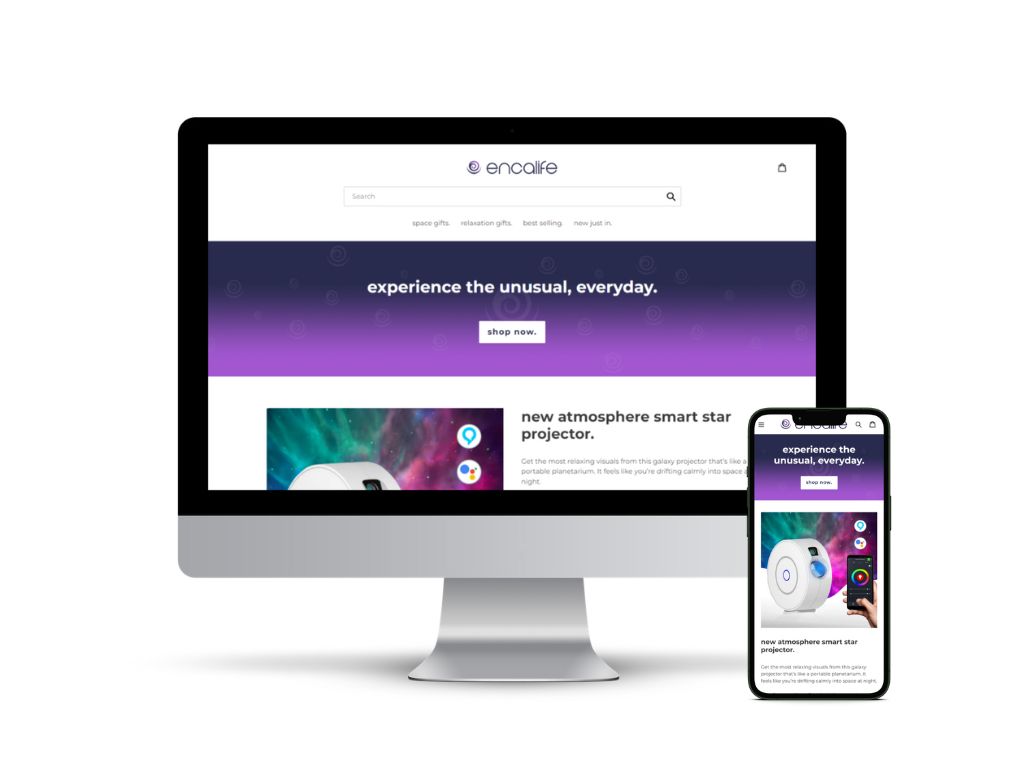 encalife
Search
space gifts. relaxation gifts. best selling. new just in.
experience the unusual, everyday.
shop now.
new atmosphere smart star
projector.
Get the most relaxing visuals from this galaxy projector that's like a
portable planetarium. It feels like you're drifting calmly into space a
night.
encalife
experience the
unusual, everyday.
shop now.
new atmosphere smart star
projector.
Get the most relaxing visuals from this galaxy
projector that's like a portable planetarium. It
feels like you're drifting calmly into space at night.